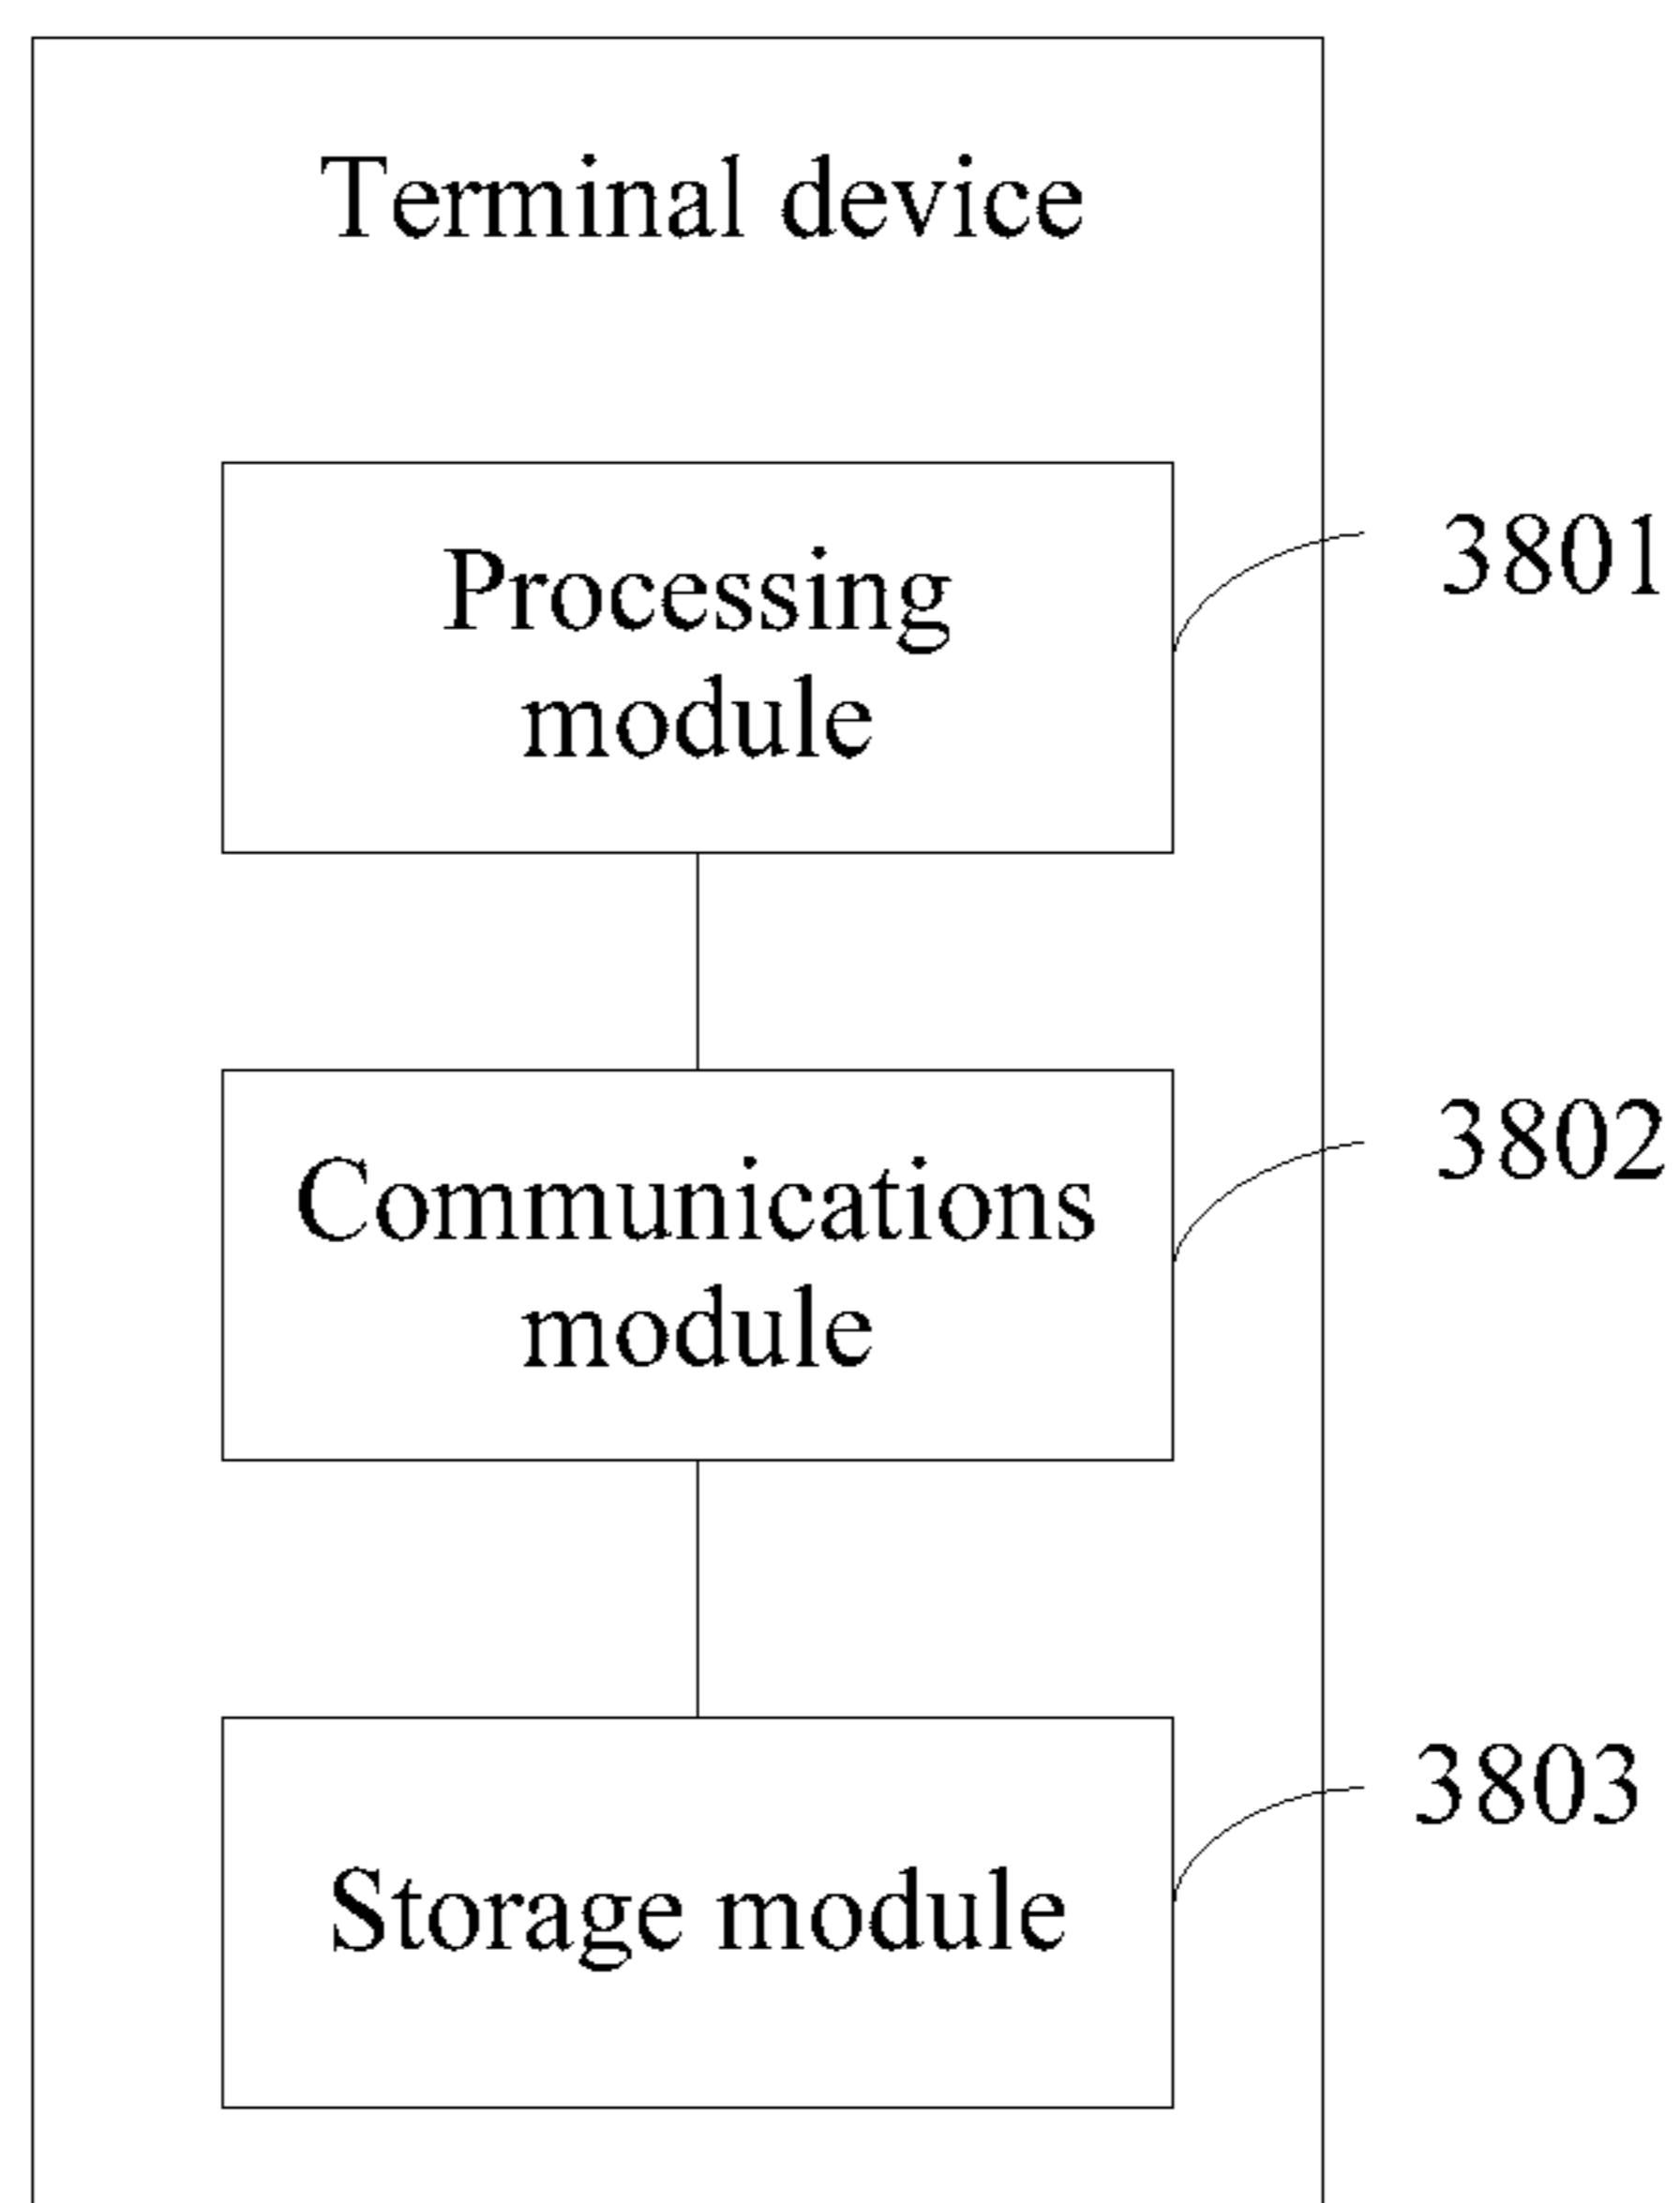 Terminal device
Processing
module
3801
Communications
module
3802
Storage module
3803